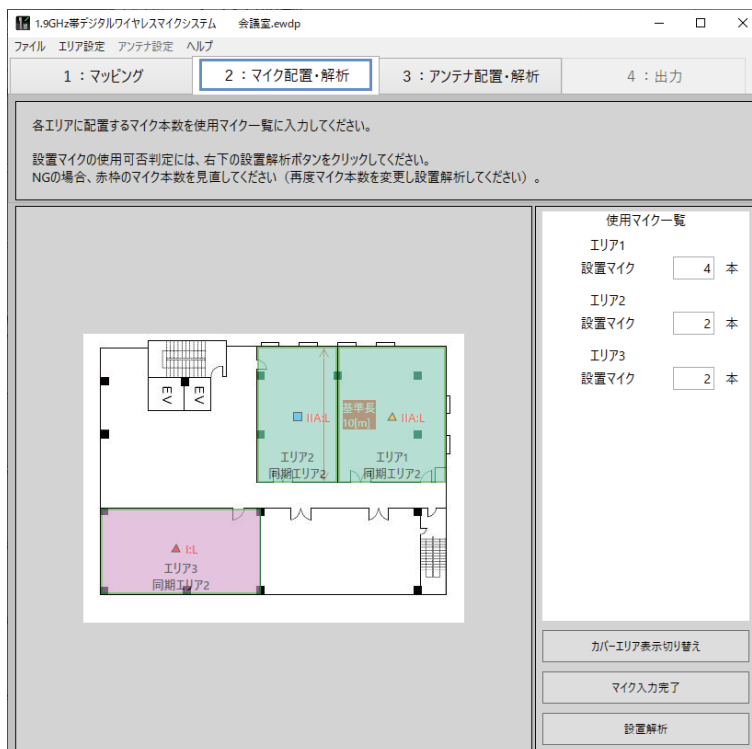 1.9GHz帯デジタルワイヤレスマイクシステム 会議室.ewdp
ファイル エリア設定 アンテナ設定 ヘルプ
1：マッピング 2：マイク配置・解析 3：アンテナ配置・解析 4：出力
各エリアに配置するマイク本数を使用マイク一覧に入力してください。
設置マイクの使用可否判定には、右下の設置解析ボタンをクリックしてください。
NGの場合、赤枠のマイク本数を見直してください（再度マイク本数を変更し設置解析してください）。
EV EV
基準長
10[m]
IIA:L
エリア2
同期エリア2
IIA:L
エリア1
同期エリア2
I:L
エリア3
同期エリア2
使用マイク一覧
エリア1
設置マイク 4 本
エリア2
設置マイク 2 本
エリア3
設置マイク 2 本
カバーエリア表示切り替え
マイク入力完了
設置解析